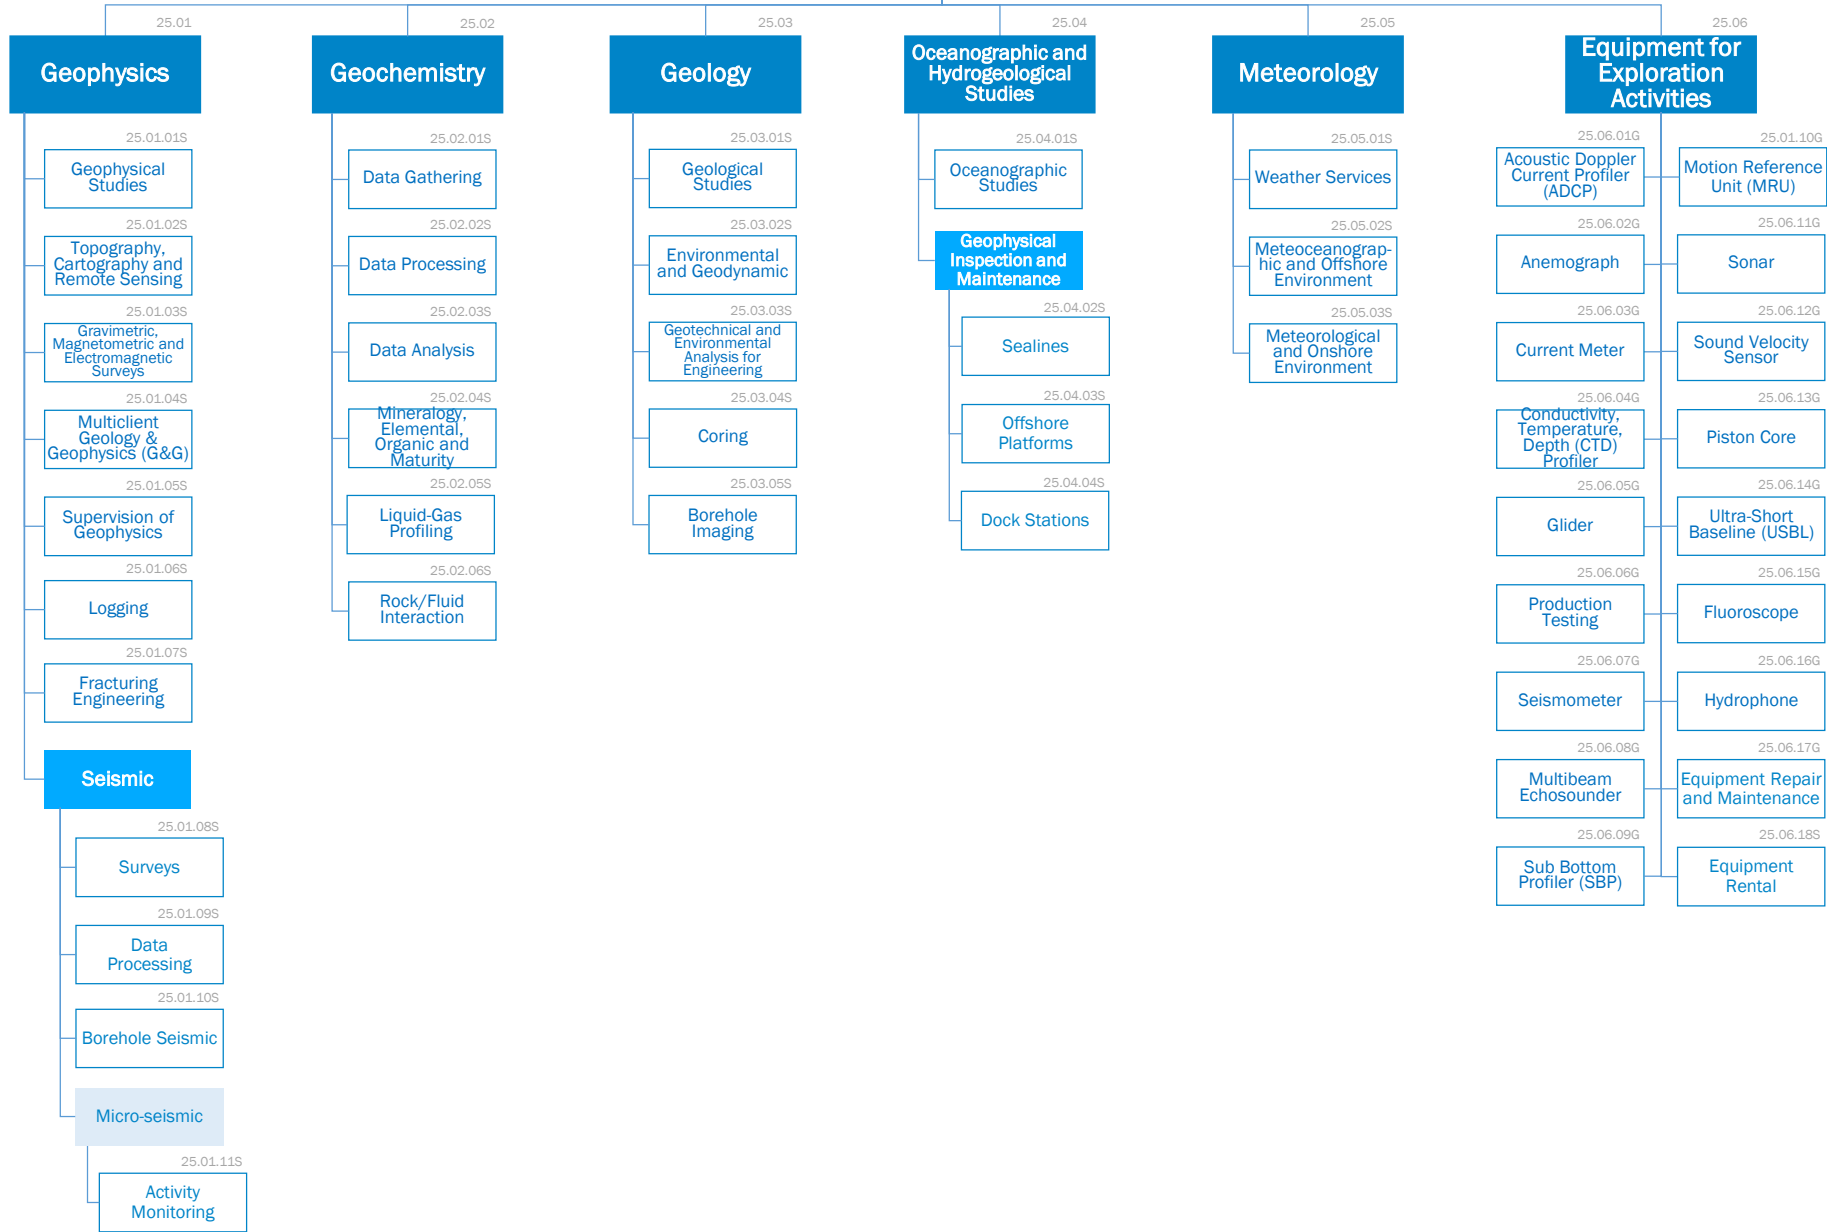 25.01
Geophysics
25.01.01S
Geophysical
Studies
25.01.02S
Topography,
Cartography and
Remote Sensing
25.01.03S
Gravimetric,
Magnetometric and
Electromagnetic
Surveys
25.01.04S
Multiclient
Geology &
Geophysics (G&G)
25.01.05S
Supervision of
Geophysics
25.01.06S
Logging
25.01.07S
Fracturing
Engineering
Seismic
25.01.08S
Surveys
25.01.09S
Data
Processing
25.01.10S
Borehole Seismic
Micro-seismic
25.01.11S
Activity
Monitoring
25.02
Geochemistry
25.02.01S
Data Gathering
25.02.02S
Data Processing
25.02.03S
Data Analysis
25.02.04S
Mineralogy,
Elemental,
Organic and
Maturity
25.02.05S
Liquid-Gas
Profiling
25.02.06S
Rock/Fluid
Interaction
25.03
Geology
25.03.01S
Geological
Studies
25.03.02S
Environmental
and Geodynamic
25.03.03S
Geotechnical and
Environmental
Analysis for
Engineering
25.03.04S
Coring
25.03.05S
Borehole
Imaging
25.04
Oceanographic and
Hydrogeological
Studies
25.04.01S
Oceanographic
Studies
Geophysical
Inspection and
Maintenance
25.04.02S
Sealines
25.04.03S
Offshore
Platforms
25.04.04S
Dock Stations
25.05
Meteorology
25.05.01S
Weather Services
25.05.02S
Meteoceanograp-
hic and Offshore
Environment
25.05.03S
Meteorological
and Onshore
Environment
25.06
Equipment for
Exploration
Activities
25.06.01G
Acoustic Doppler
Current Profiler
(ADCP)
25.06.02G
Anemograph
25.06.03G
Current Meter
25.06.04G
Conductivity,
Temperature,
Depth (CTD)
Profiler
25.06.05G
Glider
25.06.06G
Production
Testing
25.06.07G
Seismometer
25.06.08G
Multibeam
Echosounder
25.06.09G
Sub Bottom
Profiler (SBP)
25.01.10G
Motion Reference
Unit (MRU)
25.06.11G
Sonar
25.06.12G
Sound Velocity
Sensor
25.06.13G
Piston Core
25.06.14G
Ultra-Short
Baseline (USBL)
25.06.15G
Fluoroscope
25.06.16G
Hydrophone
25.06.17G
Equipment Repair
and Maintenance
25.06.18S
Equipment
Rental